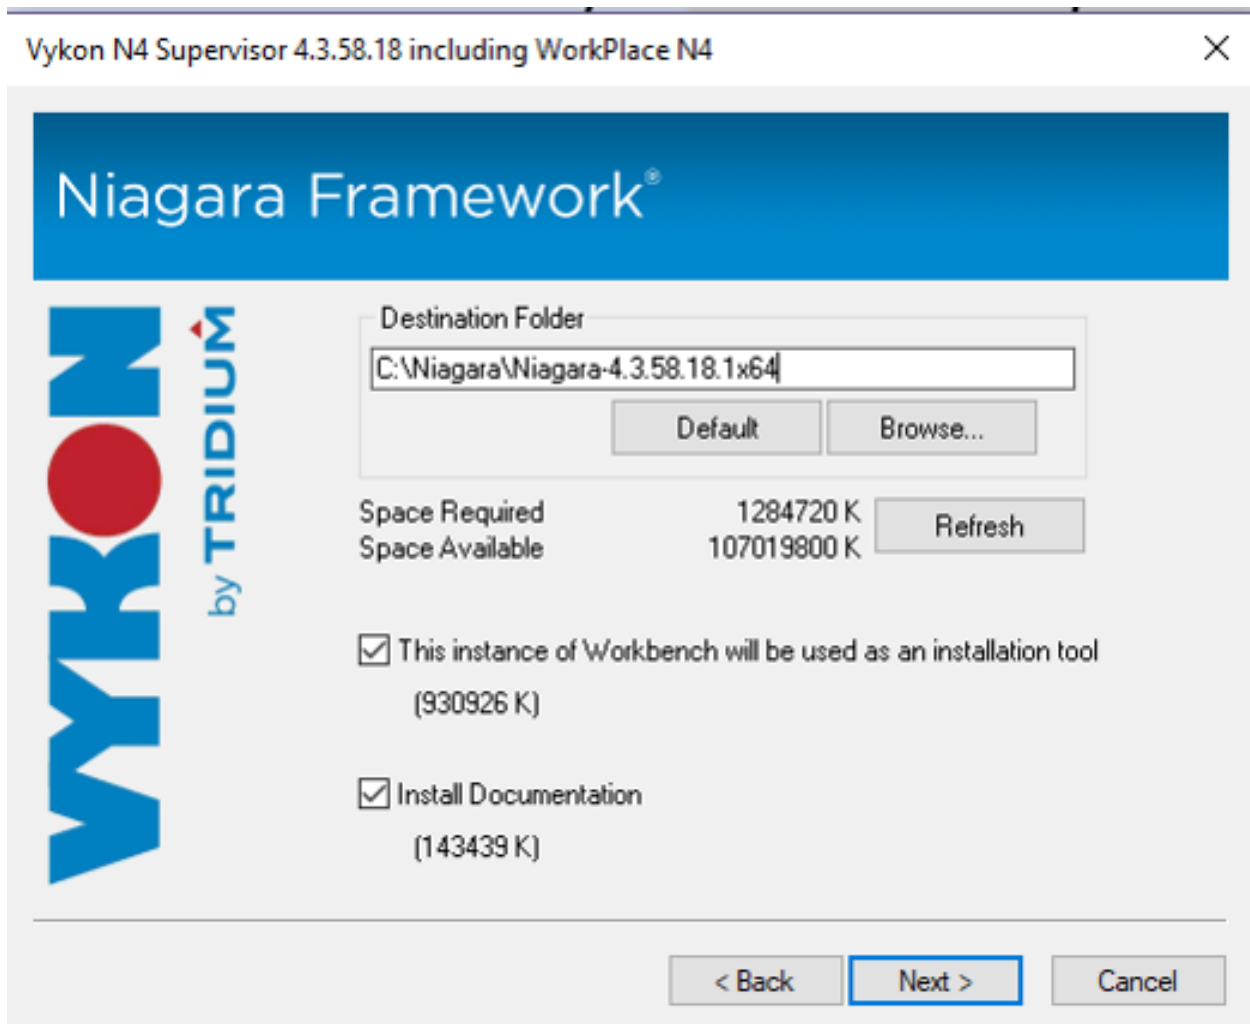 Vykon N4 Supervisor 4.3.58.18 including WorkPlace N4
Niagara Framework®
VYKON
by TRIDIUM
Destination Folder
C:\Niagara\Niagara-4.3.58.18.1x64
Default
Browse...
Space Required 1284720 K
Refresh
Space Available 107019800 K
This instance of Workbench will be used as an installation tool
(930926 K)
Install Documentation
(143439 K)
< Back
Next >
Cancel